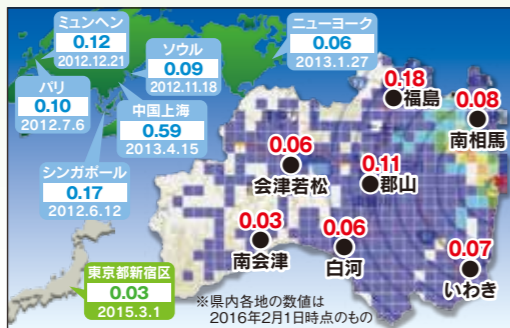 ミュンヘン
0.12
2012.12.21
ソウル
0.09
2012.11.18
ニューヨーク
0.06
2013.1.27
パリ
0.10
2012.7.6
中国上海
0.59
2013.4.15
シンガポール
0.17
2012.6.12
東京都新宿区
0.03
2015.3.1
0.18
福島
0.08
南相馬
0.06
会津若松
0.11
郡山
0.03
南会津
0.06
白河
0.07
いわき
※県内各地の数値は
2016年2月1日時点のもの